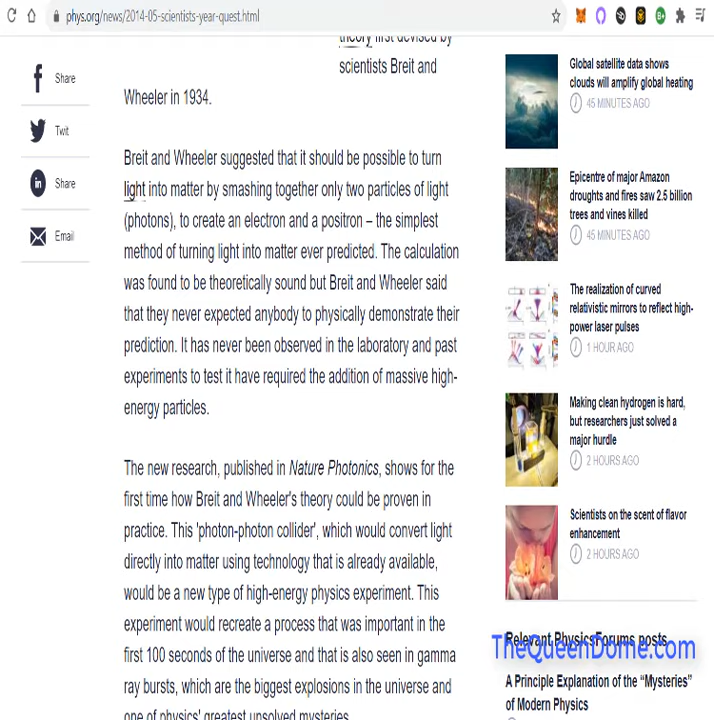 phys.org/news/2014-05-scientists-year-quest.html
Share
Twit
Share
Email
theory first devised by
scientists Breit and
Wheeler in 1934.
Breit and Wheeler suggested that it should be possible to turn
light into matter by smashing together only two particles of light
(photons), to create an electron and a positron – the simplest
method of turning light into matter ever predicted. The calculation
was found to be theoretically sound but Breit and Wheeler said
that they never expected anybody to physically demonstrate their
prediction. It has never been observed in the laboratory and past
experiments to test it have required the addition of massive high-
energy particles.
The new research, published in Nature Photonics, shows for the
first time how Breit and Wheeler's theory could be proven in
practice. This 'photon-photon collider', which would convert light
directly into matter using technology that is already available,
would be a new type of high-energy physics experiment. This
experiment would recreate a process that was important in the
first 100 seconds of the universe and that is also seen in gamma
ray bursts, which are the biggest explosions in the universe and
one of physics' greatest unsolved mysteries.
Global satellite data shows
clouds will amplify global heating
45 MINUTES AGO
Epicentre of major Amazon
droughts and fires saw 2.5 billion
trees and vines killed
45 MINUTES AGO
The realization of curved
relativistic mirrors to reflect high-
power laser pulses
1 HOUR AGO
Making clean hydrogen is hard,
but researchers just solved a
major hurdle
2 HOURS AGO
Scientists on the scent of flavor
enhancement
2 HOURS AGO
Relevant PhysicsForums posts
TheQueenDome.com
A Principle Explanation of the “Mysteries”
of Modern Physics